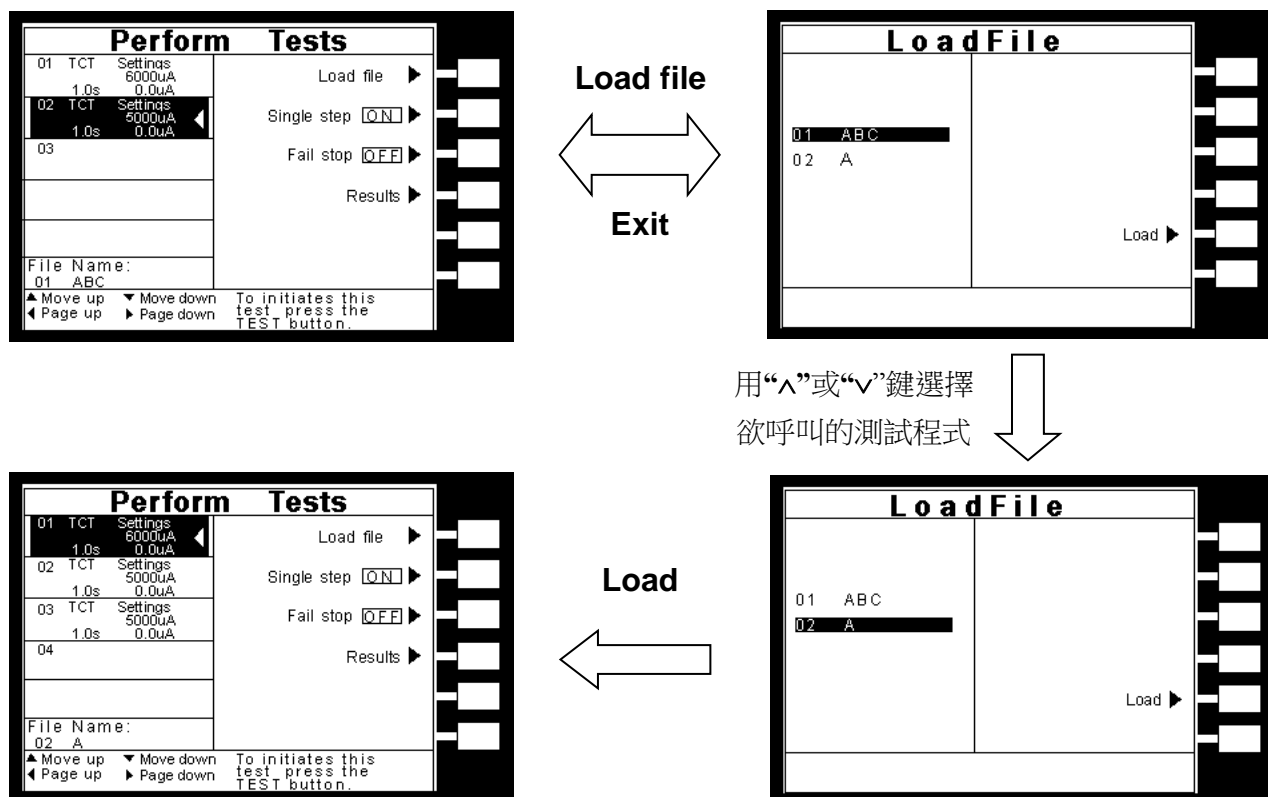 Perform Tests
01 TCT Settings
6000uA
1.0s 0.0uA
02 TCT Settings
5000uA
1.0s 0.0uA
03
File Name:
01 ABC
Load file
Single step ON
Fail stop OFF
Results
▲ Move up ▼ Move down
◀ Page up ▶ Page down
To initiates this
test press the
TEST button.
Load file
Exit
LoadFile
01 ABC
02 A
Load
用“∧”或“∨”鍵選擇
欲呼叫的測試程式
Perform Tests
01 TCT Settings
6000uA
1.0s 0.0uA
02 TCT Settings
5000uA
1.0s 0.0uA
03 TCT Settings
5000uA
1.0s 0.0uA
04
File Name:
02 A
Load file
Single step ON
Fail stop OFF
Results
▲ Move up ▼ Move down
◀ Page up ▶ Page down
To initiates this
test press the
TEST button.
Load
LoadFile
01 ABC
02 A
Load